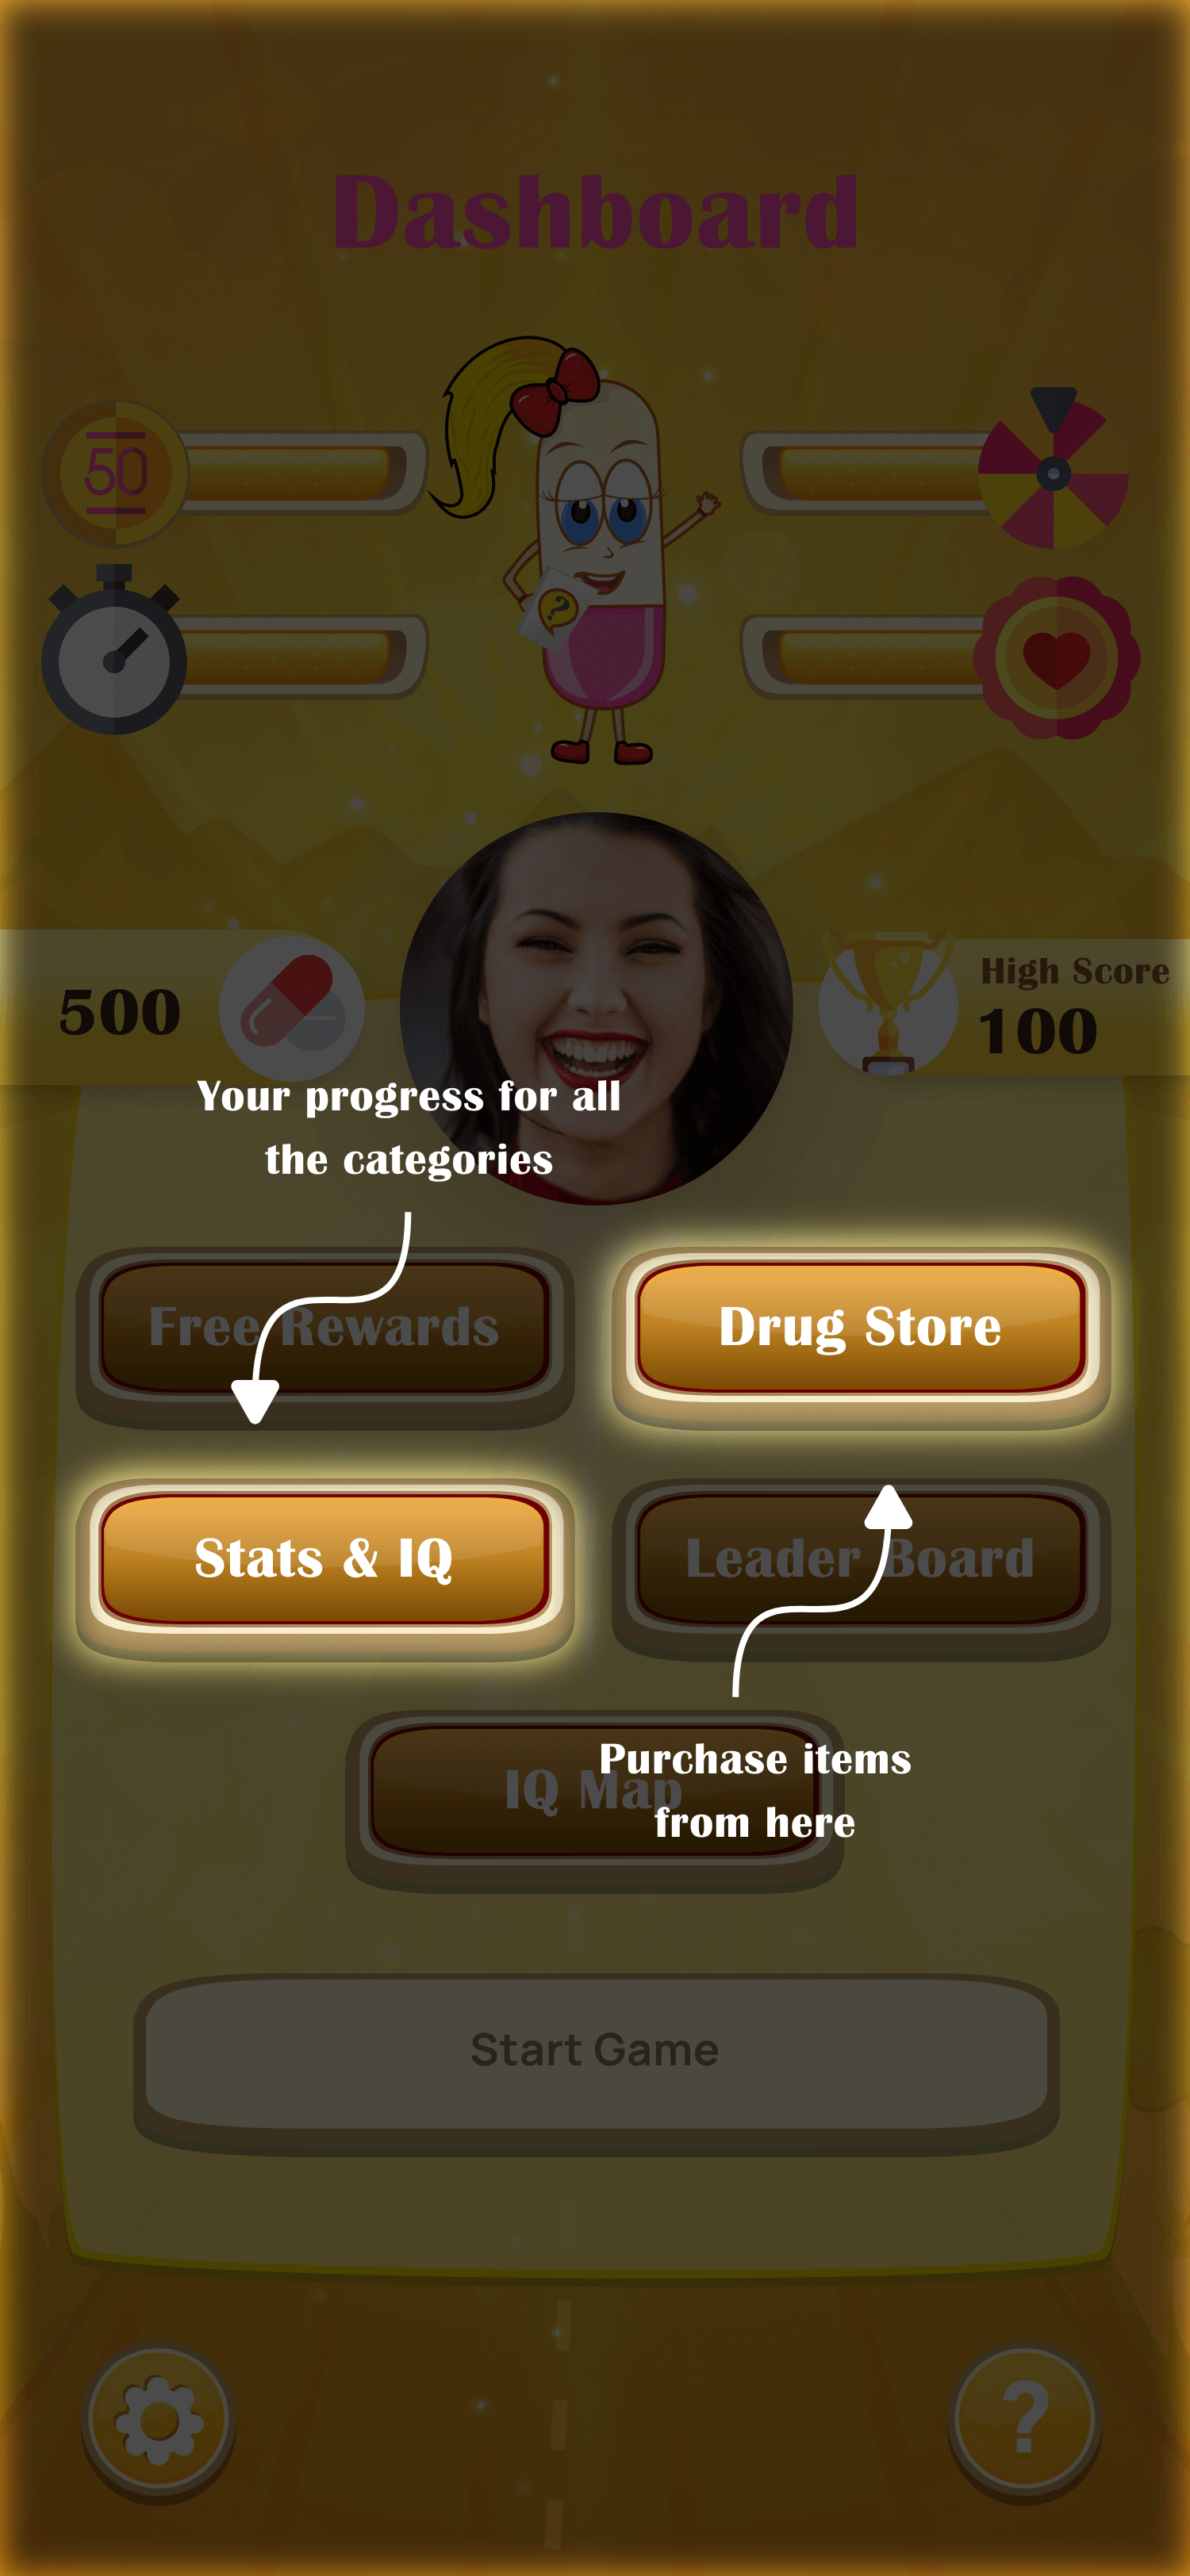 Dashboard
50
?
500
High Score
100
Your progress for all
the categories
Free Rewards
Drug Store
Stats & IQ
Leader Board
IQ Map
Purchase items
from here
Start Game
?